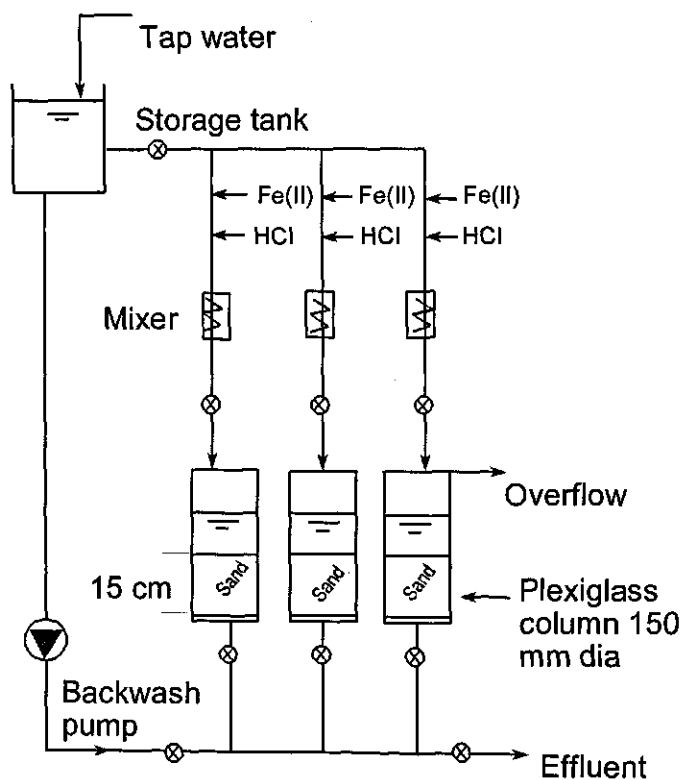 Tap water
Storage tank
Fe(II)
Fe(II)
Fe(II)
HCl
HCl
HCl
Mixer
Overflow
Sand
Sand
Sand
15 cm
Plexiglass
column 150
mm dia
Backwash
pump
Effluent